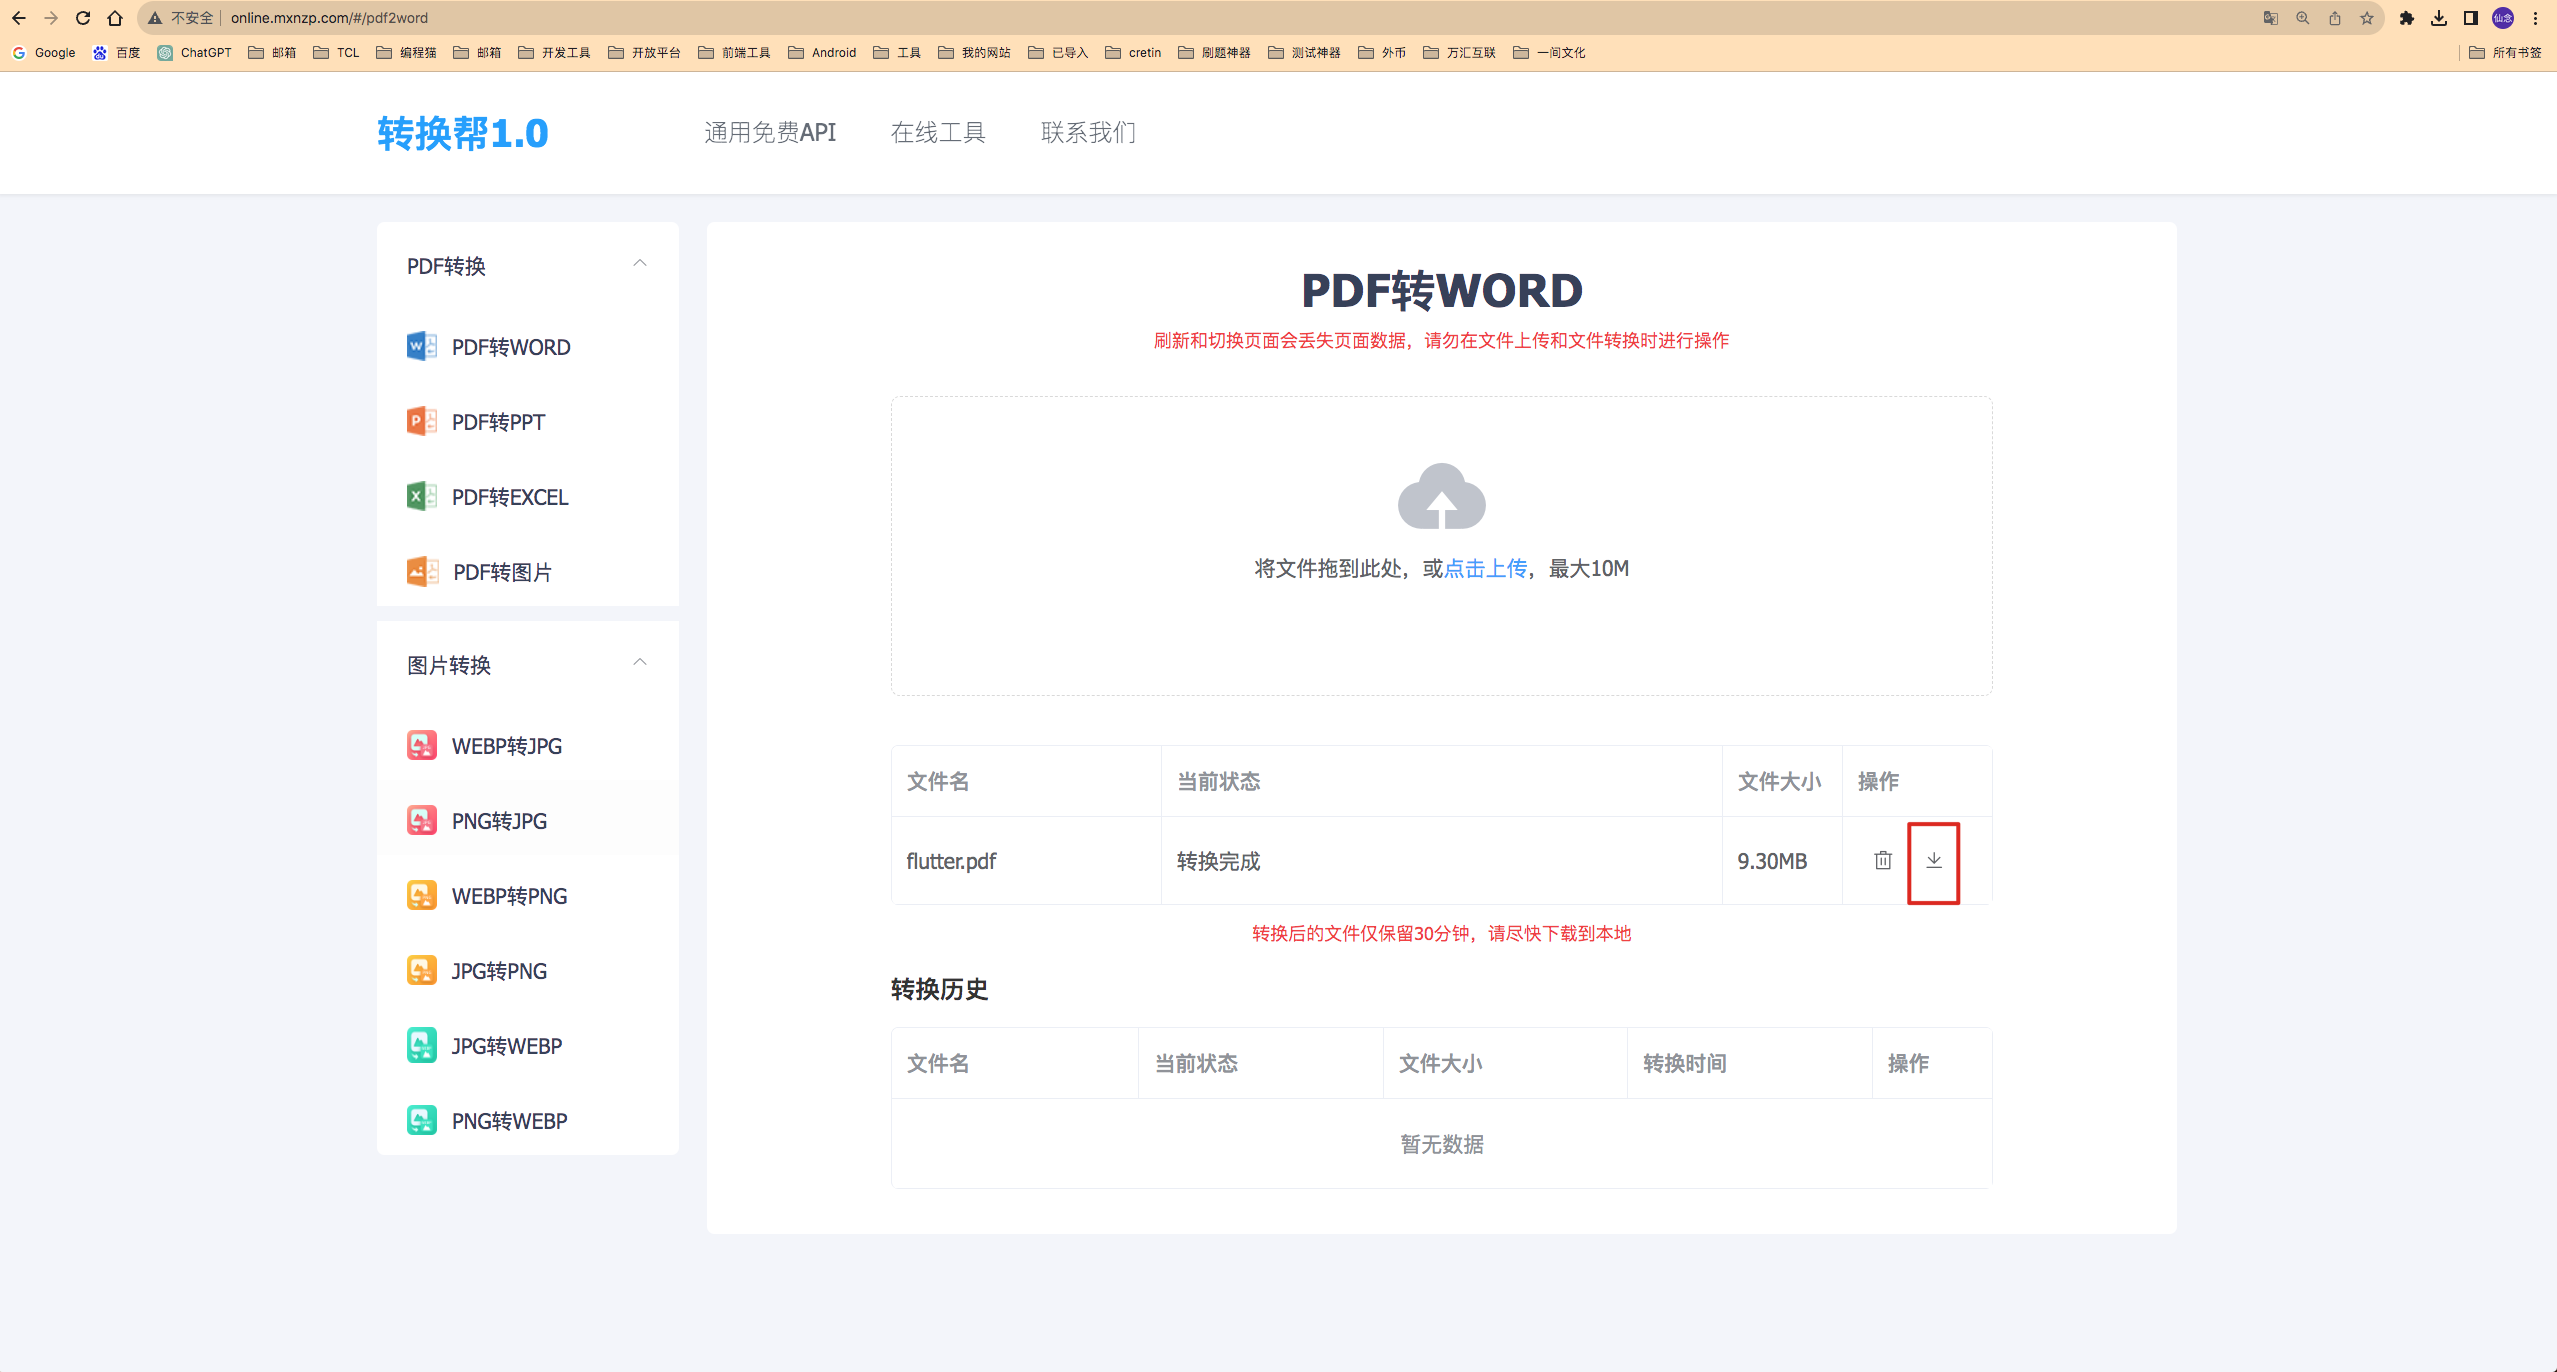 不安全 online.mxnzp.com/#/pdf2word 仙念
Google 百度 ChatGPT 邮箱 TCL 编程猫 邮箱 开发工具 开放平台 前端工具 Android 工具 我的网站 已导入 cretin 刷题神器 测试神器 外币 万汇互联 一间文化 所有书签
转换帮1.0 通用免费API 在线工具 联系我们
PDF转换
PDF转WORD
PDF转PPT
PDF转EXCEL
PDF转图片
图片转换
WEBP转JPG
PNG转JPG
WEBP转PNG
JPG转PNG
JPG转WEBP
PNG转WEBP
PDF转WORD
刷新和切换页面会丢失页面数据，请勿在文件上传和文件转换时进行操作
将文件拖到此处，或点击上传，最大10M
文件名 当前状态 文件大小 操作
flutter.pdf 转换完成 9.30MB
转换后的文件仅保留30分钟，请尽快下载到本地
转换历史
文件名 当前状态 文件大小 转换时间 操作
暂无数据